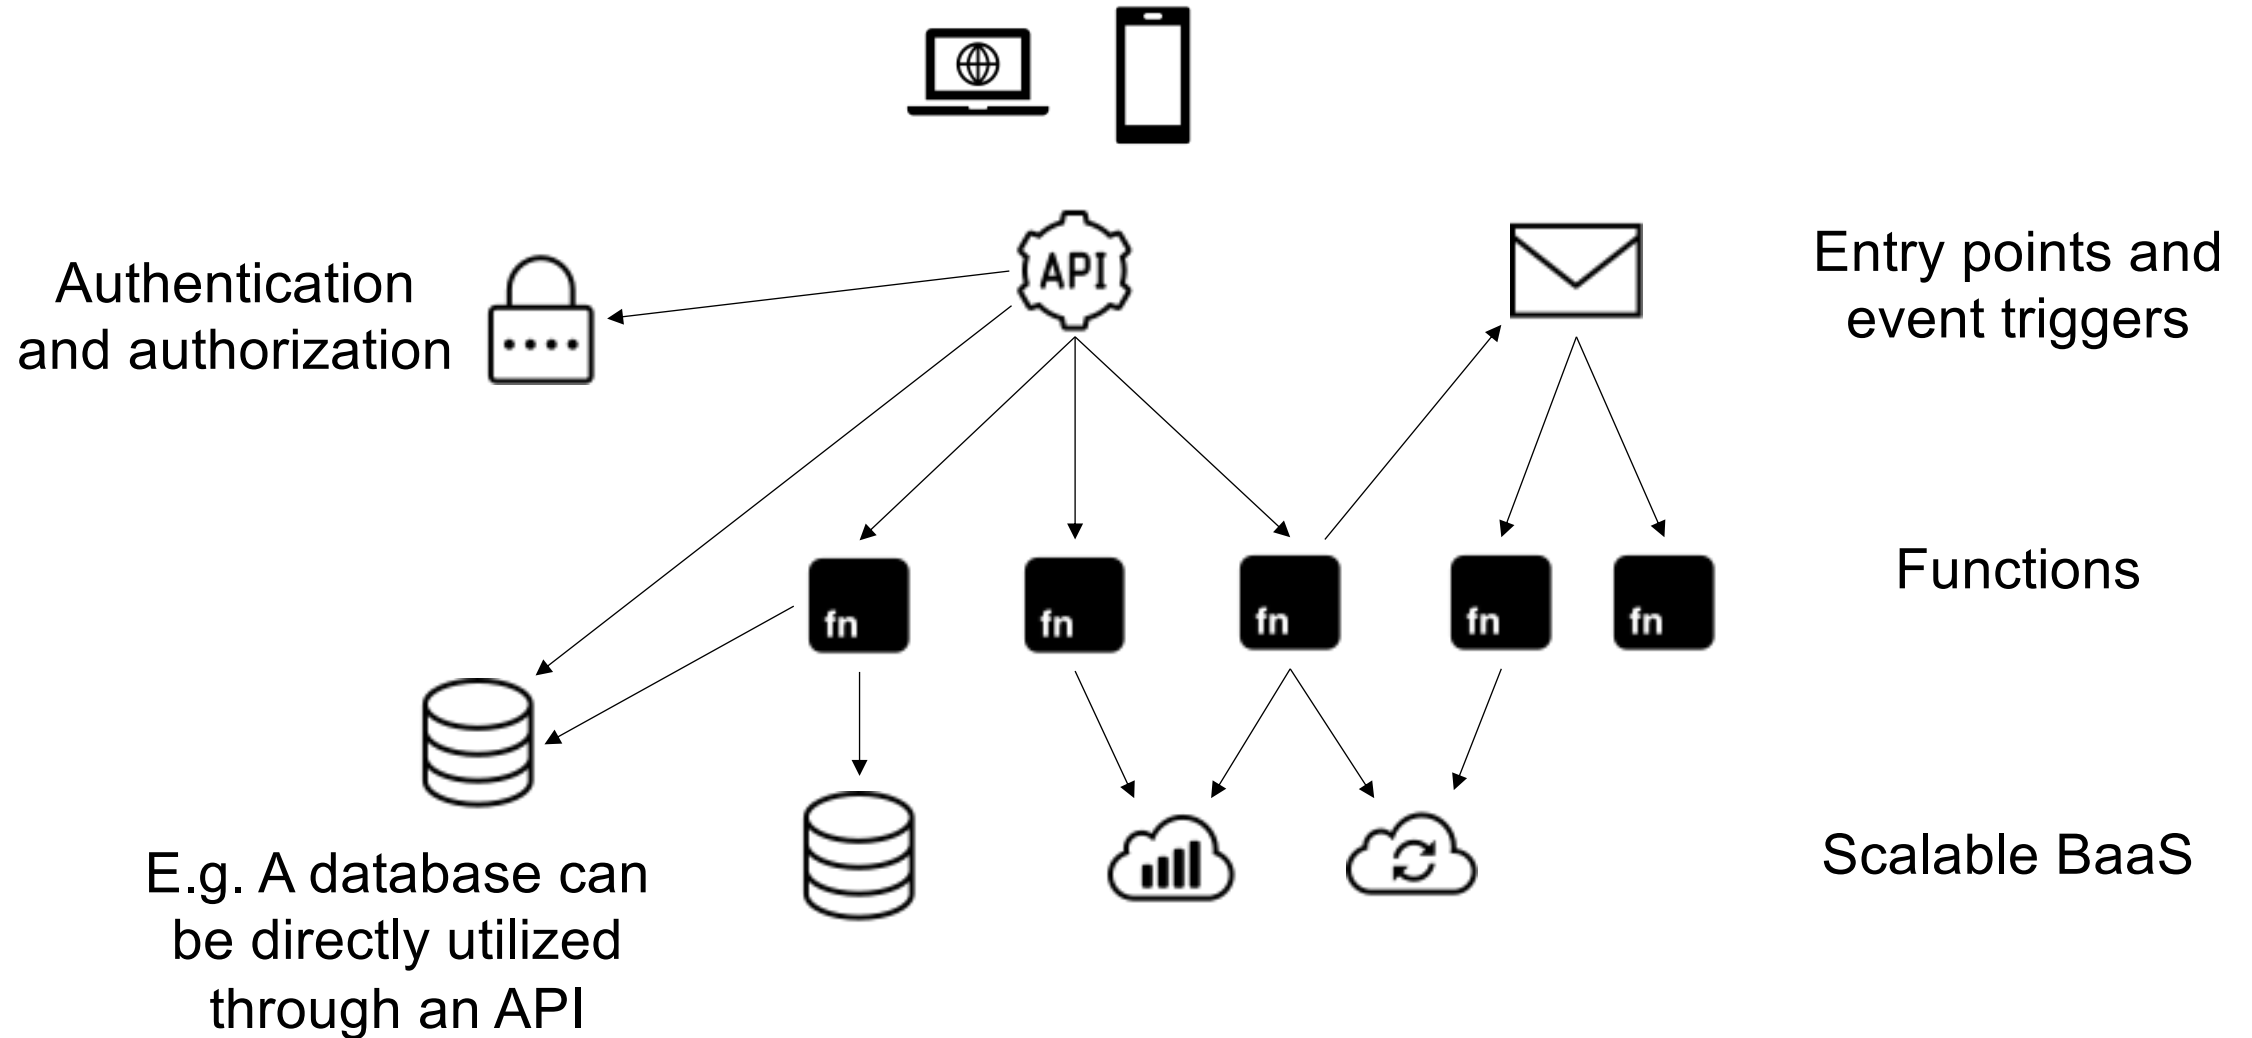 API
Authentication
and authorization
Entry points and
event triggers
fn
fn
fn
fn
fn
Functions
E.g. A database can
be directly utilized
through an API
Scalable BaaS